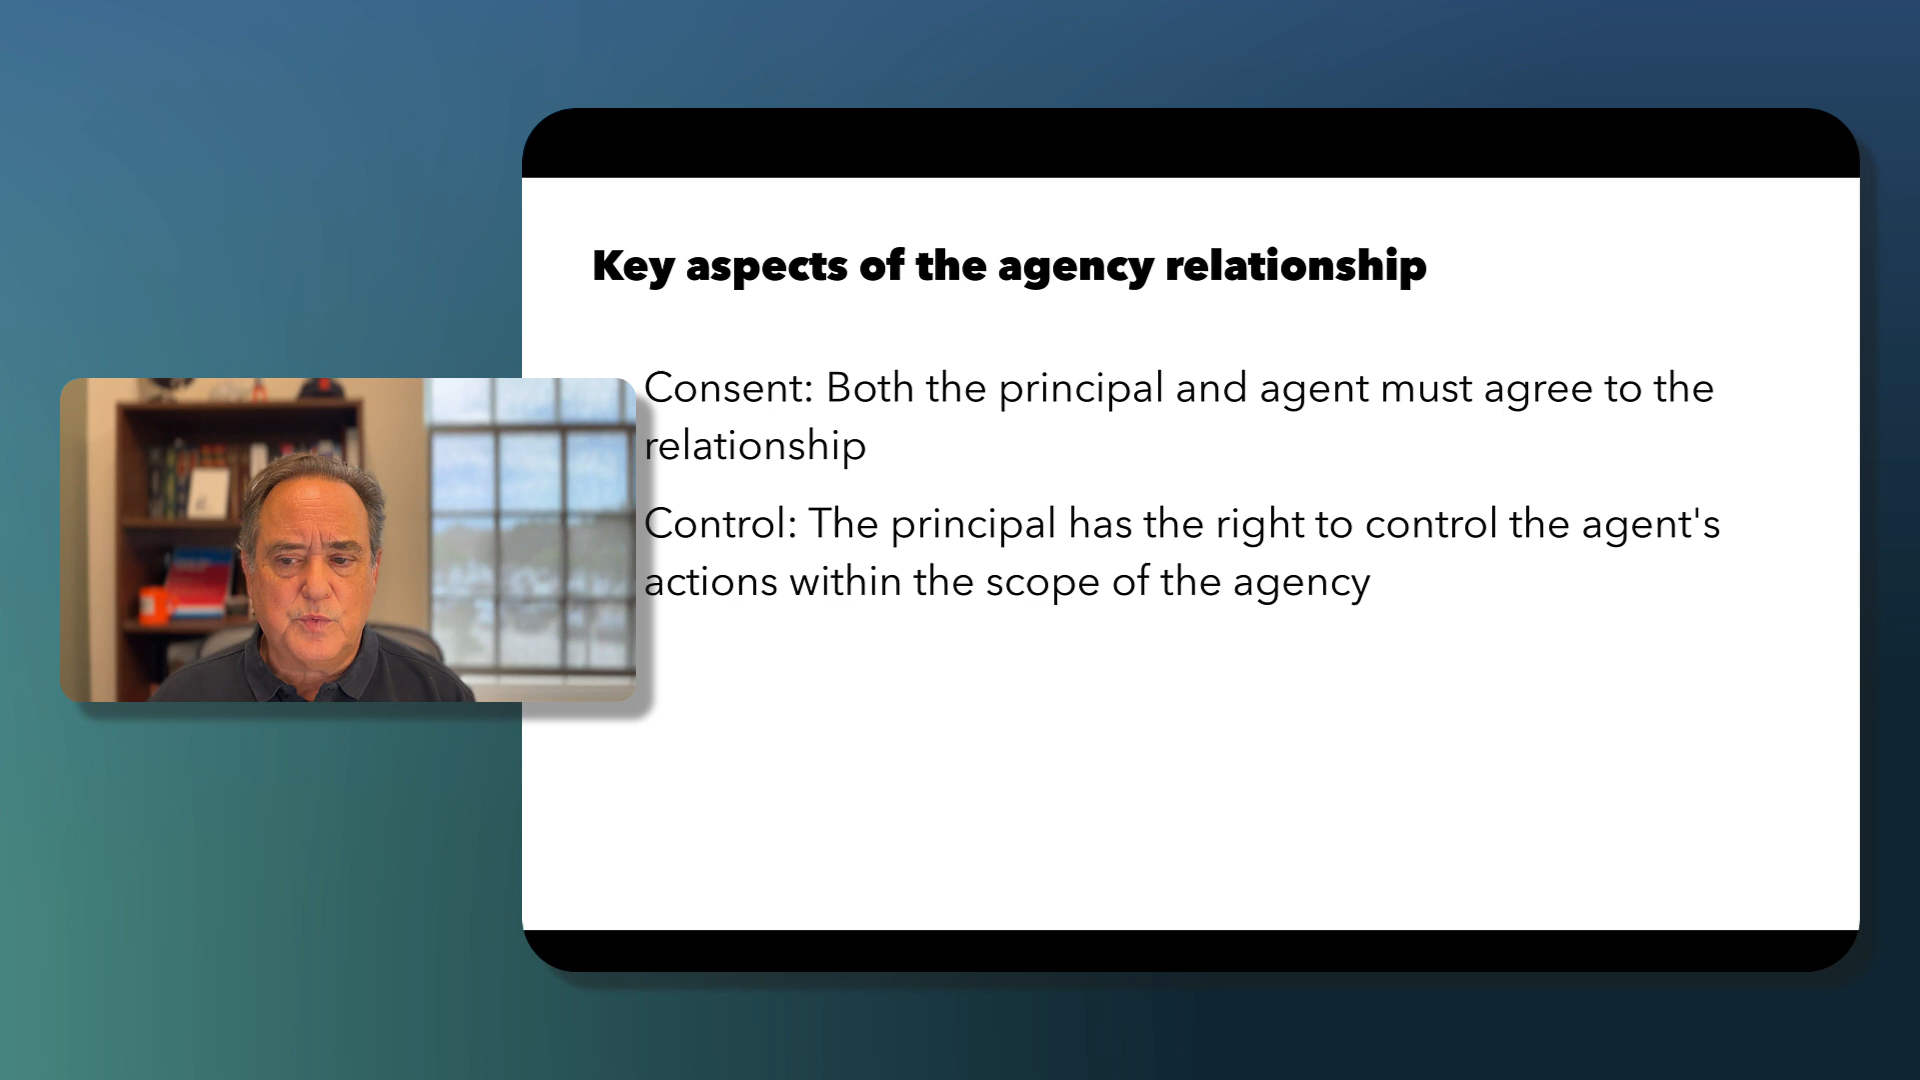 Key aspects of the agency relationship
Consent: Both the principal and agent must agree to the
relationship
Control: The principal has the right to control the agent's
actions within the scope of the agency